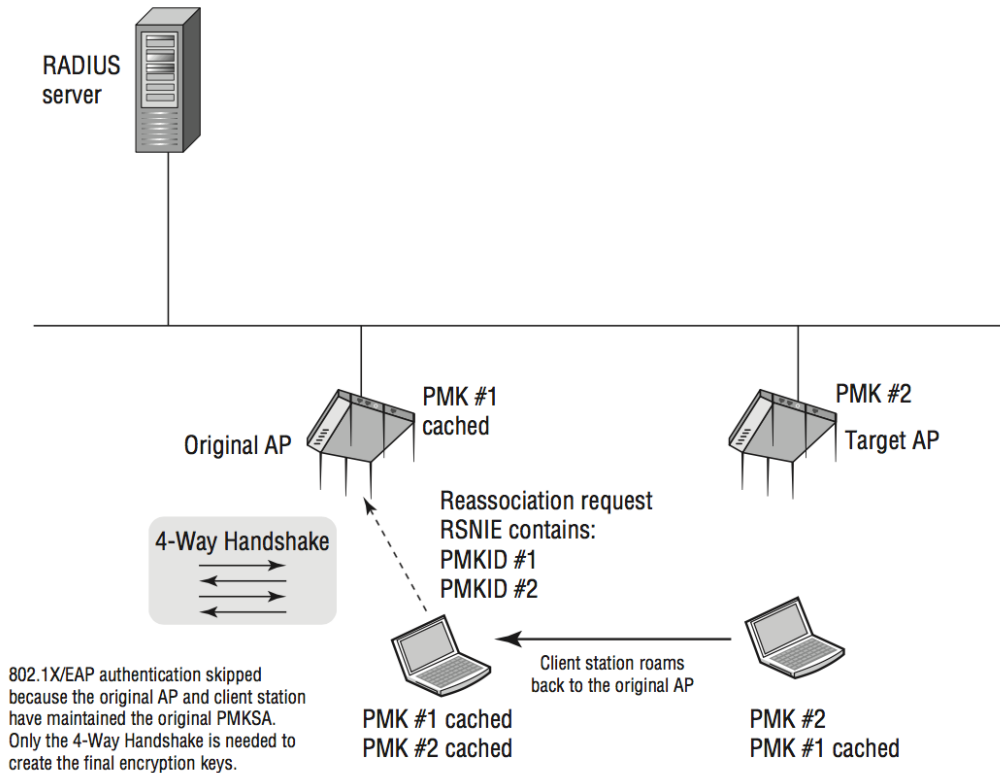 RADIUS
server
PMK #1
cached
Original AP
PMK #2
Target AP
Reassociation request
RSNIE contains:
PMKID #1
PMKID #2
4-Way Handshake
Client station roams
back to the original AP
802.1X/EAP authentication skipped
because the original AP and client station
have maintained the original PMKSA.
Only the 4-Way Handshake is needed to
create the final encryption keys.
PMK #1 cached
PMK #2 cached
PMK #2
PMK #1 cached